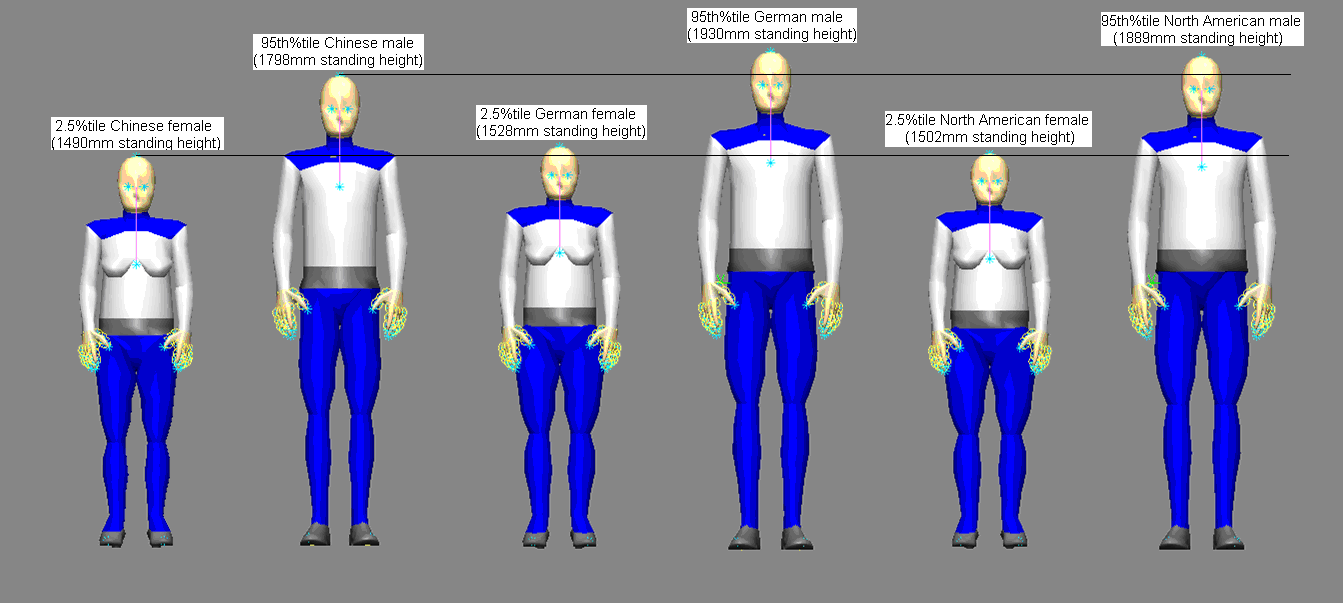 2.5%tile Chinese female
(1490mm standing height)
95th%tile Chinese male
(1798mm standing height)
2.5%tile German female
(1528mm standing height)
95th%tile German male
(1930mm standing height)
2.5%tile North American female
(1502mm standing height)
95th%tile North American male
(1889mm standing height)